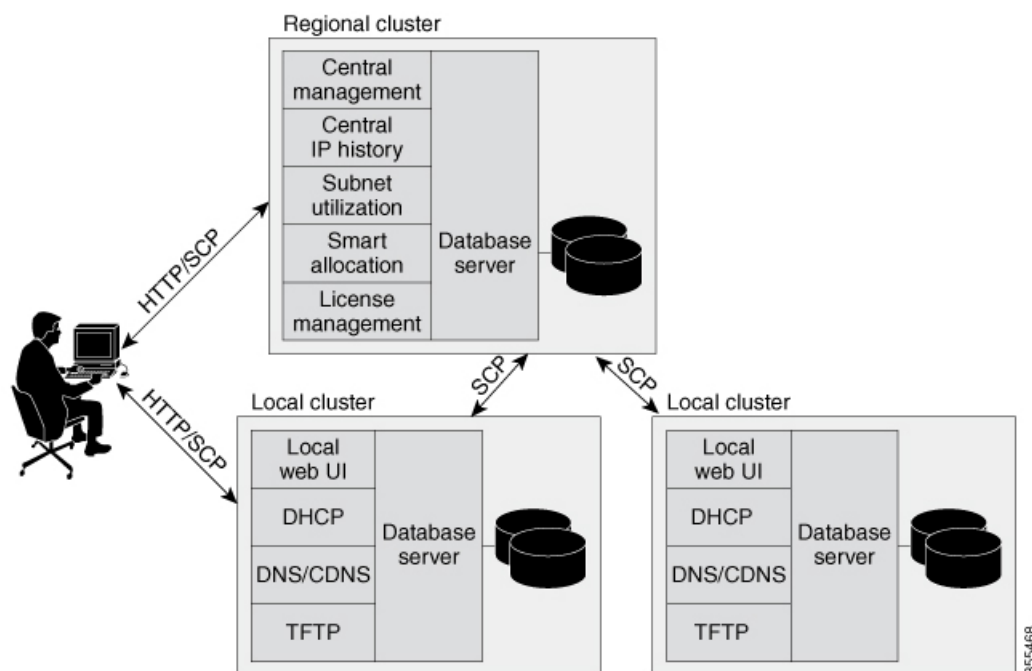 Regional cluster
Central
management
Central
IP history
Subnet
utilization
Smart
allocation
License
management
Database
server
HTTP/SCP
HTTP/SCP
SCP
SCP
Local cluster
Local
web UI
DHCP
DNS/CDNS
TFTP
Database
server
Local cluster
Local
web UI
DHCP
DNS/CDNS
TFTP
Database
server
355468